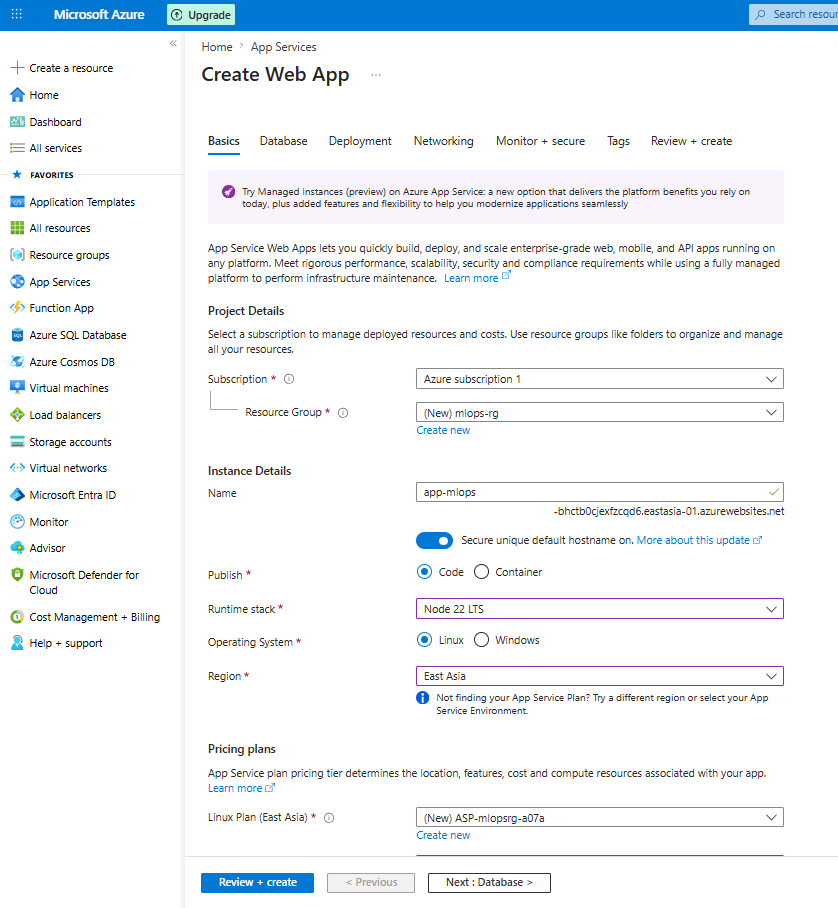 Microsoft Azure
Upgrade
Search resour
Create a resource
Home
Dashboard
All services
FAVORITES
Application Templates
All resources
Resource groups
App Services
Function App
Azure SQL Database
Azure Cosmos DB
Virtual machines
Load balancers
Storage accounts
Virtual networks
Microsoft Entra ID
Monitor
Advisor
Microsoft Defender for
Cloud
Cost Management + Billing
Help + support
Home > App Services
Create Web App ...
Basics Database Deployment Networking Monitor + secure Tags Review + create
Try Managed Instances (preview) on Azure App Service: a new option that delivers the platform benefits you rely on
today, plus added features and flexibility to help you modernize applications seamlessly
App Service Web Apps lets you quickly build, deploy, and scale enterprise-grade web, mobile, and API apps running on
any platform. Meet rigorous performance, scalability, security and compliance requirements while using a fully managed
platform to perform infrastructure maintenance. Learn more
Project Details
Select a subscription to manage deployed resources and costs. Use resource groups like folders to organize and manage
all your resources.
Subscription * Azure subscription 1
Resource Group * (New) mlops-rg
Create new
Instance Details
Name app-mlops
-bhctb0cjexfzcqd6.eastasia-01.azurewebsites.net
Secure unique default hostname on. More about this update
Publish * Code Container
Runtime stack * Node 22 LTS
Operating System * Linux Windows
Region * East Asia
Not finding your App Service Plan? Try a different region or select your App
Service Environment.
Pricing plans
App Service plan pricing tier determines the location, features, cost and compute resources associated with your app.
Learn more
Linux Plan (East Asia) * (New) ASP-mlopsrg-a07a
Create new
Review + create < Previous Next : Database >